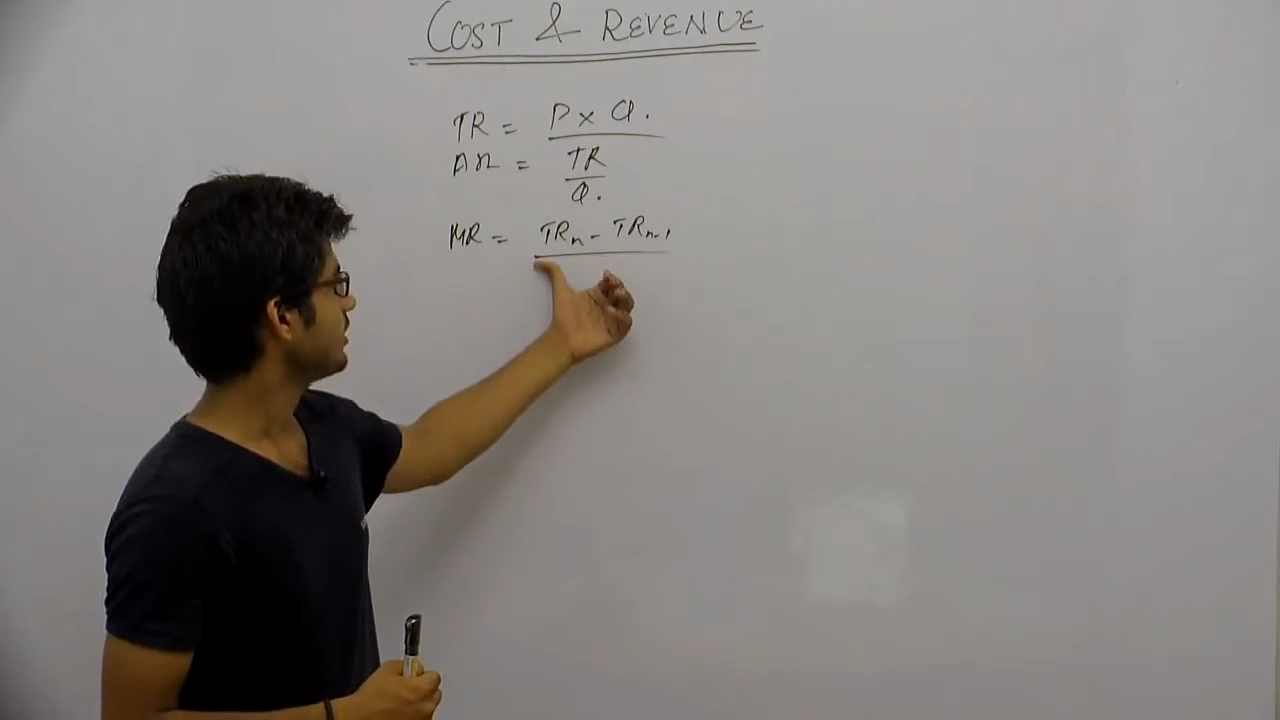 COST & REVENUE
TR = P x Q.
AR = TR
Q.
MR = TRn - TRn-1